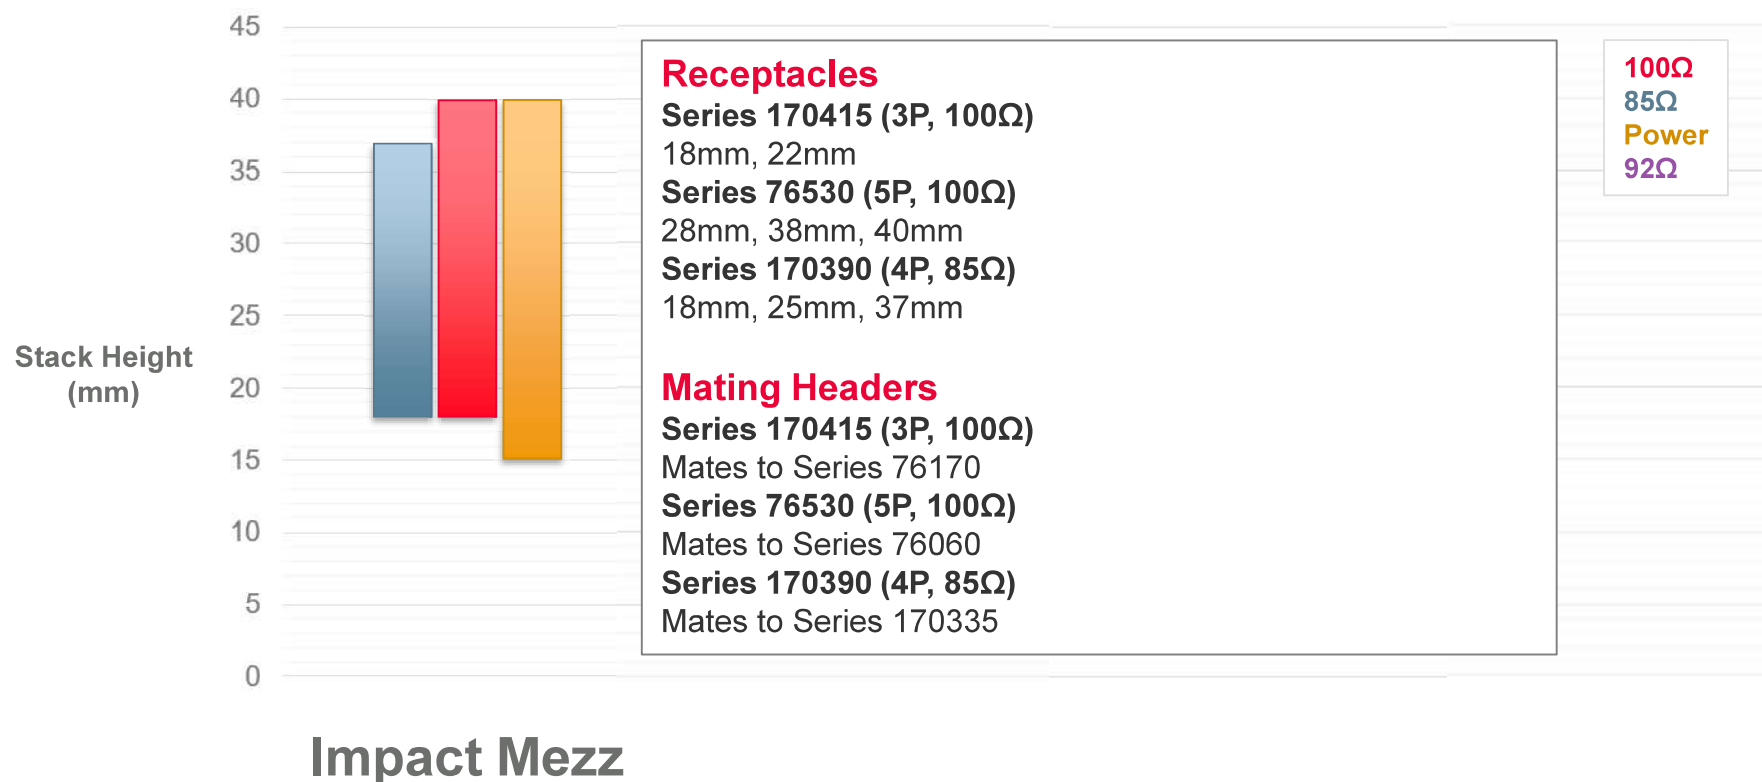 45
40
35
30
25
20
15
10
5
0
Stack Height
(mm)
Impact Mezz
Receptacles
Series 170415 (3P, 100Ω)
18mm, 22mm
Series 76530 (5P, 100Ω)
28mm, 38mm, 40mm
Series 170390 (4P, 85Ω)
18mm, 25mm, 37mm
Mating Headers
Series 170415 (3P, 100Ω)
Mates to Series 76170
Series 76530 (5P, 100Ω)
Mates to Series 76060
Series 170390 (4P, 85Ω)
Mates to Series 170335
100Ω
85Ω
Power
92Ω